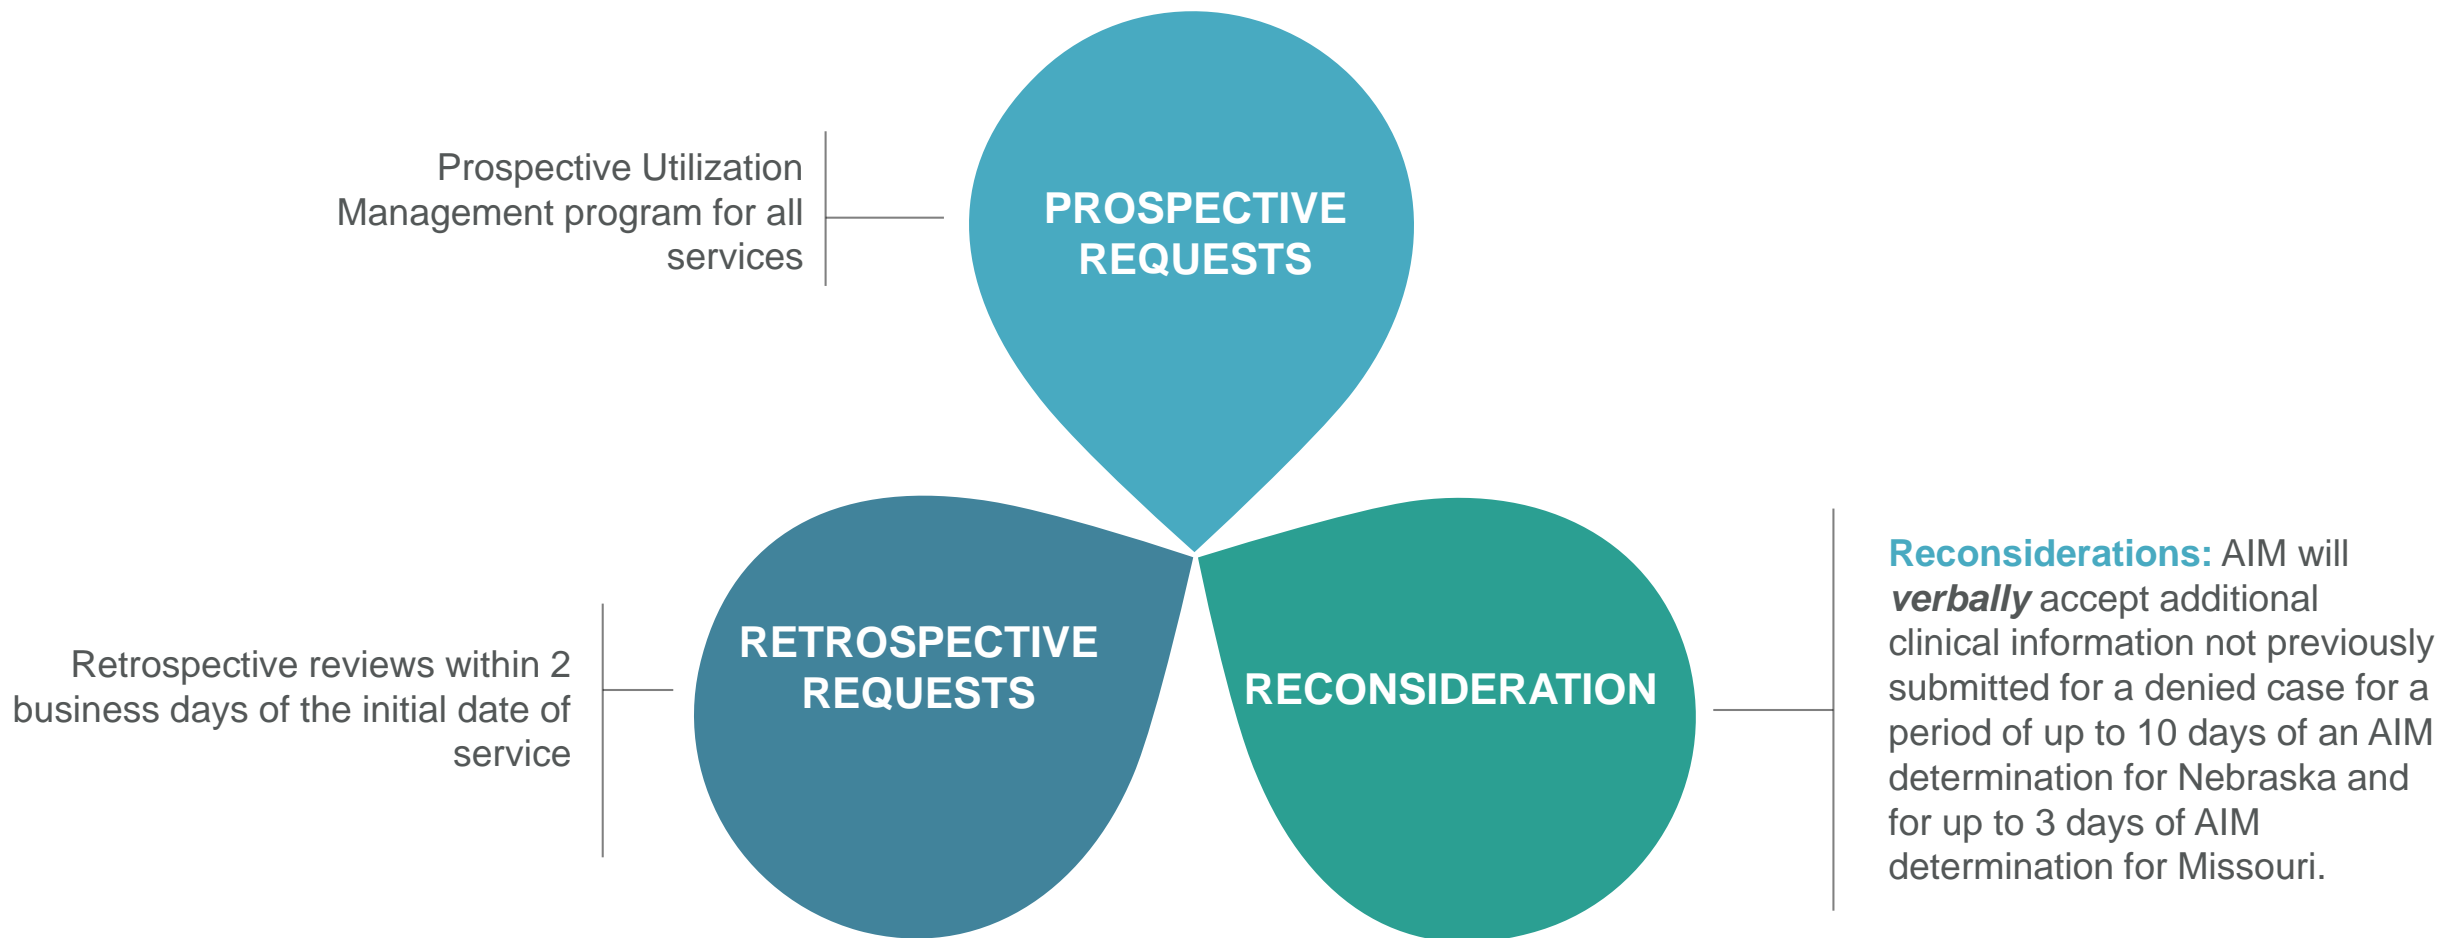 Prospective Utilization
Management program for all
services
PROSPECTIVE
REQUESTS
Retrospective reviews within 2
business days of the initial date of
service
RETROSPECTIVE
REQUESTS
RECONSIDERATION
Reconsiderations: AIM will
verbally accept additional
clinical information not previously
submitted for a denied case for a
period of up to 10 days of an AIM
determination for Nebraska and
for up to 3 days of AIM
determination for Missouri.